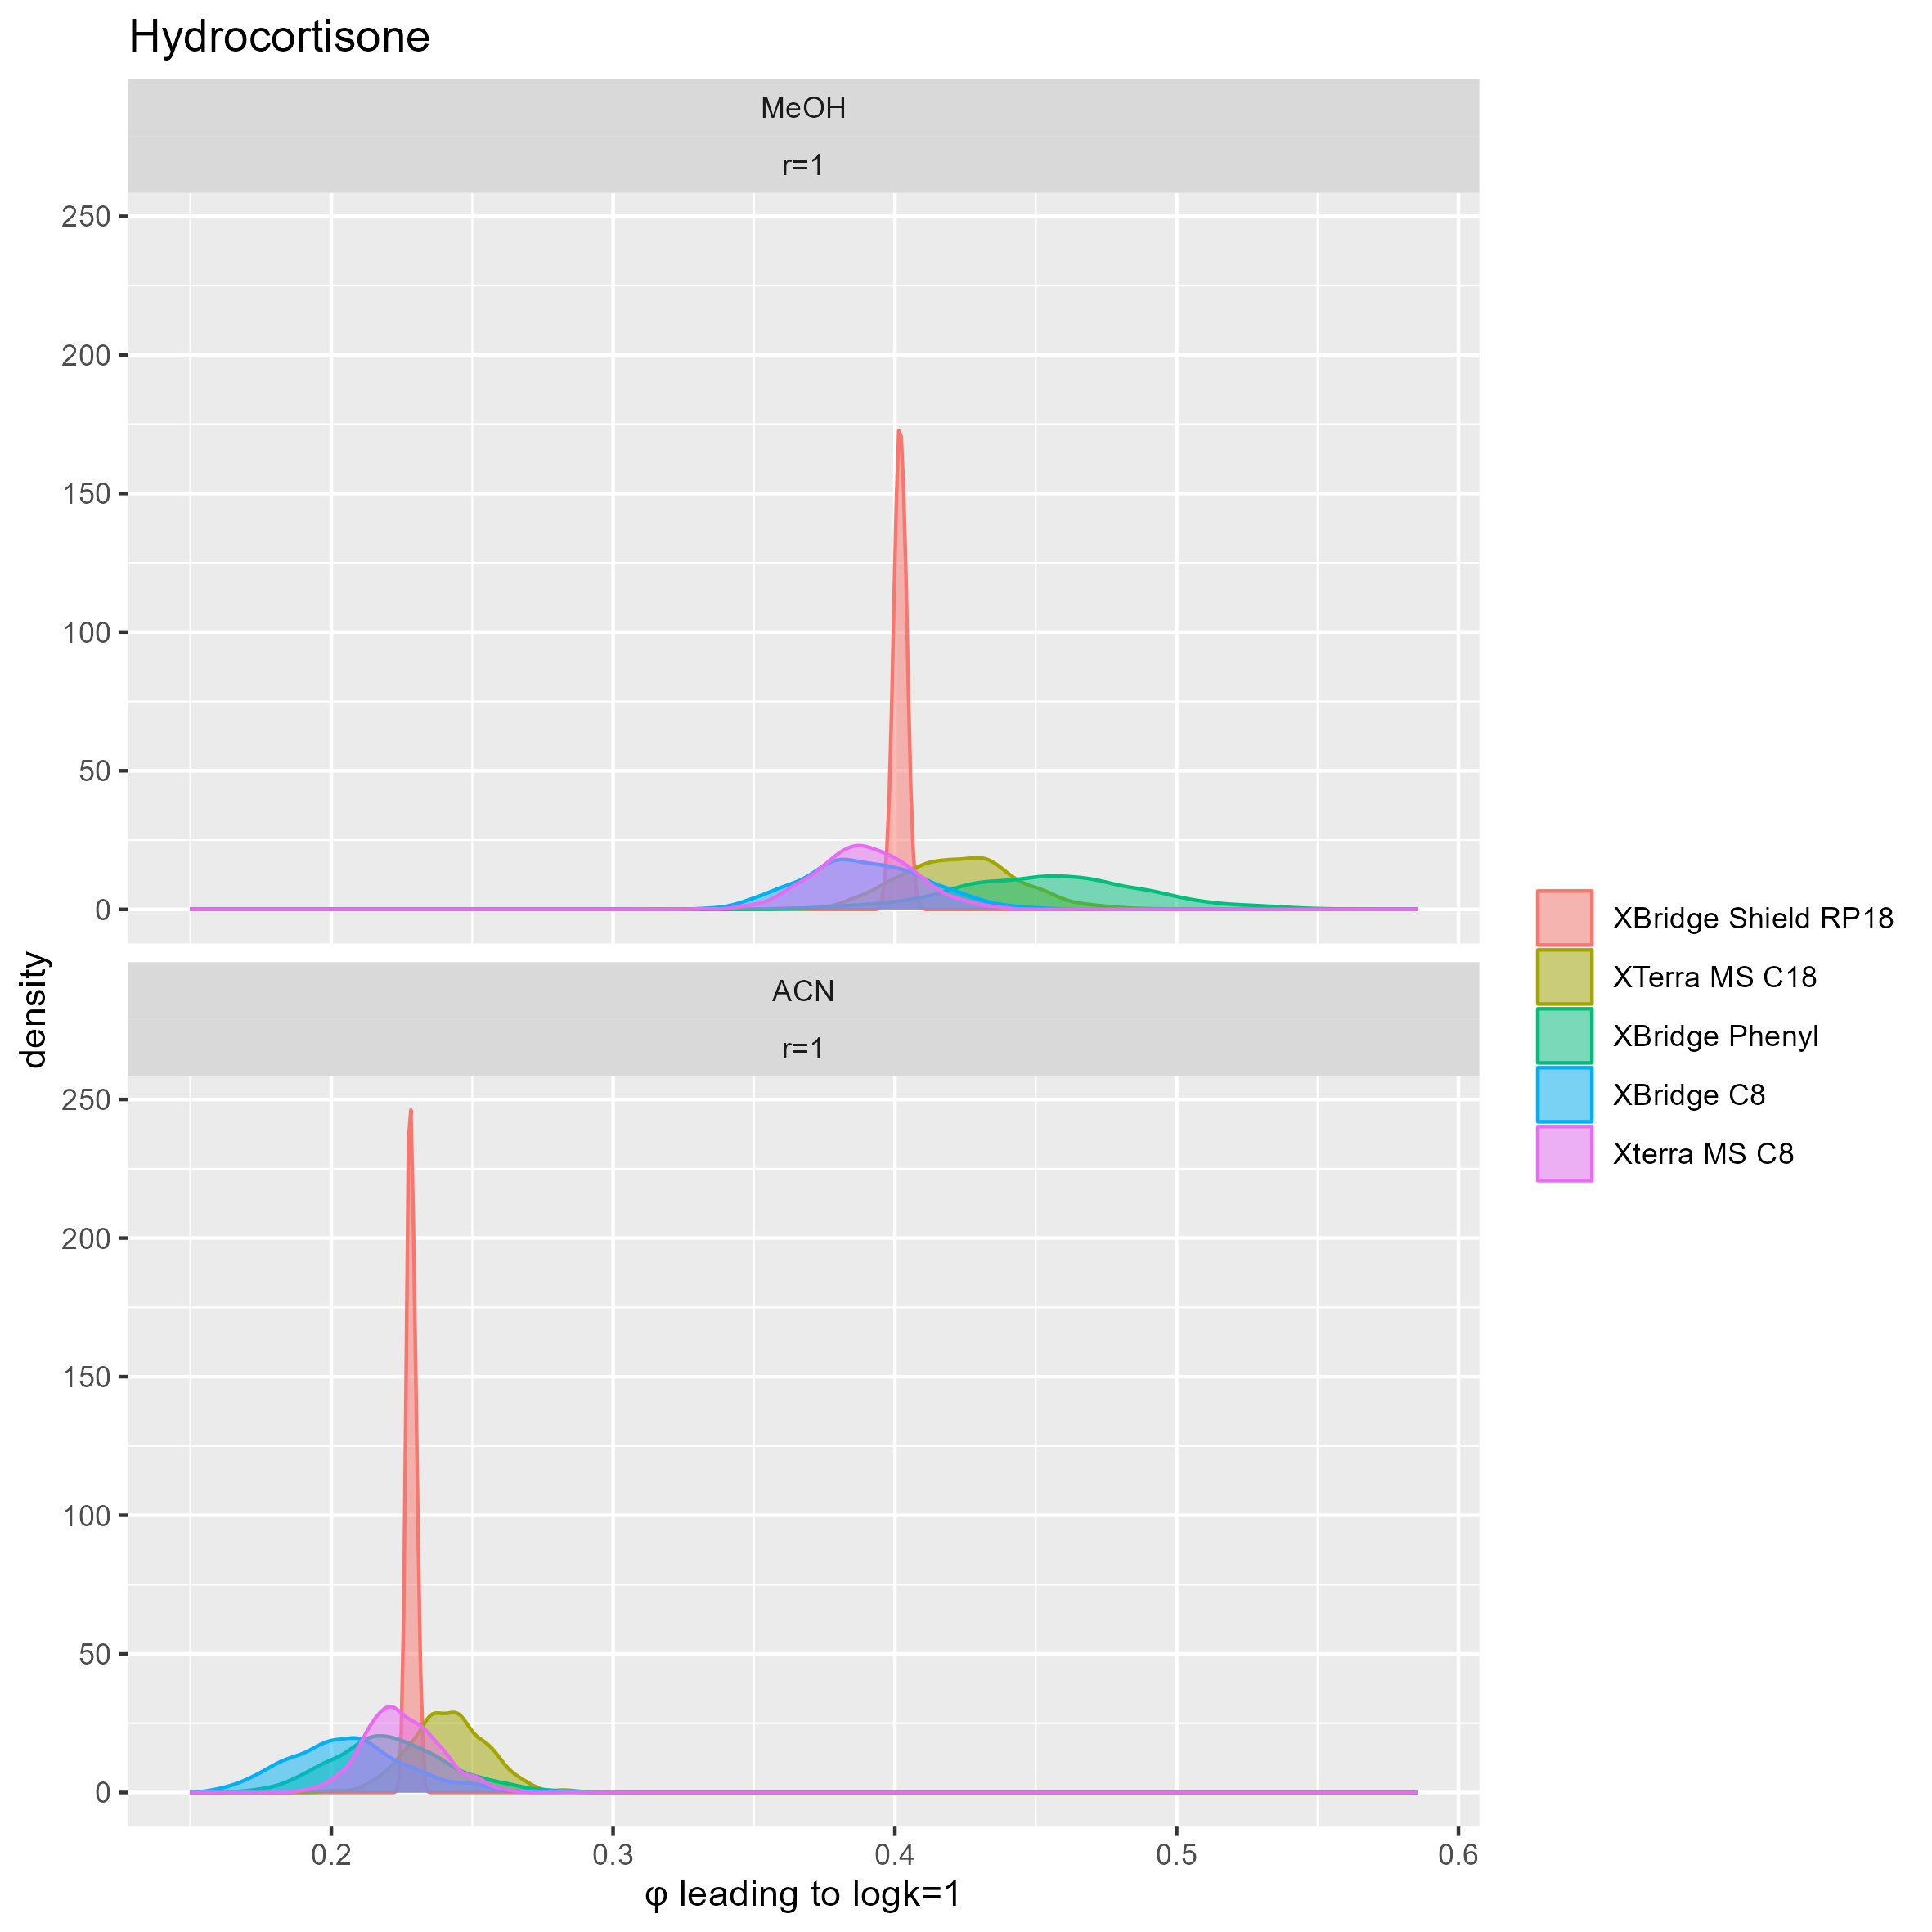 Hydrocortisone
MeOH
r=1
250
200
150
100
50
0
ACN
r=1
250
200
150
100
50
0
0.2
0.3
0.4
0.5
0.6
φ leading to logk=1
density
XBridge Shield RP18
XTerra MS C18
XBridge Phenyl
XBridge C8
Xterra MS C8